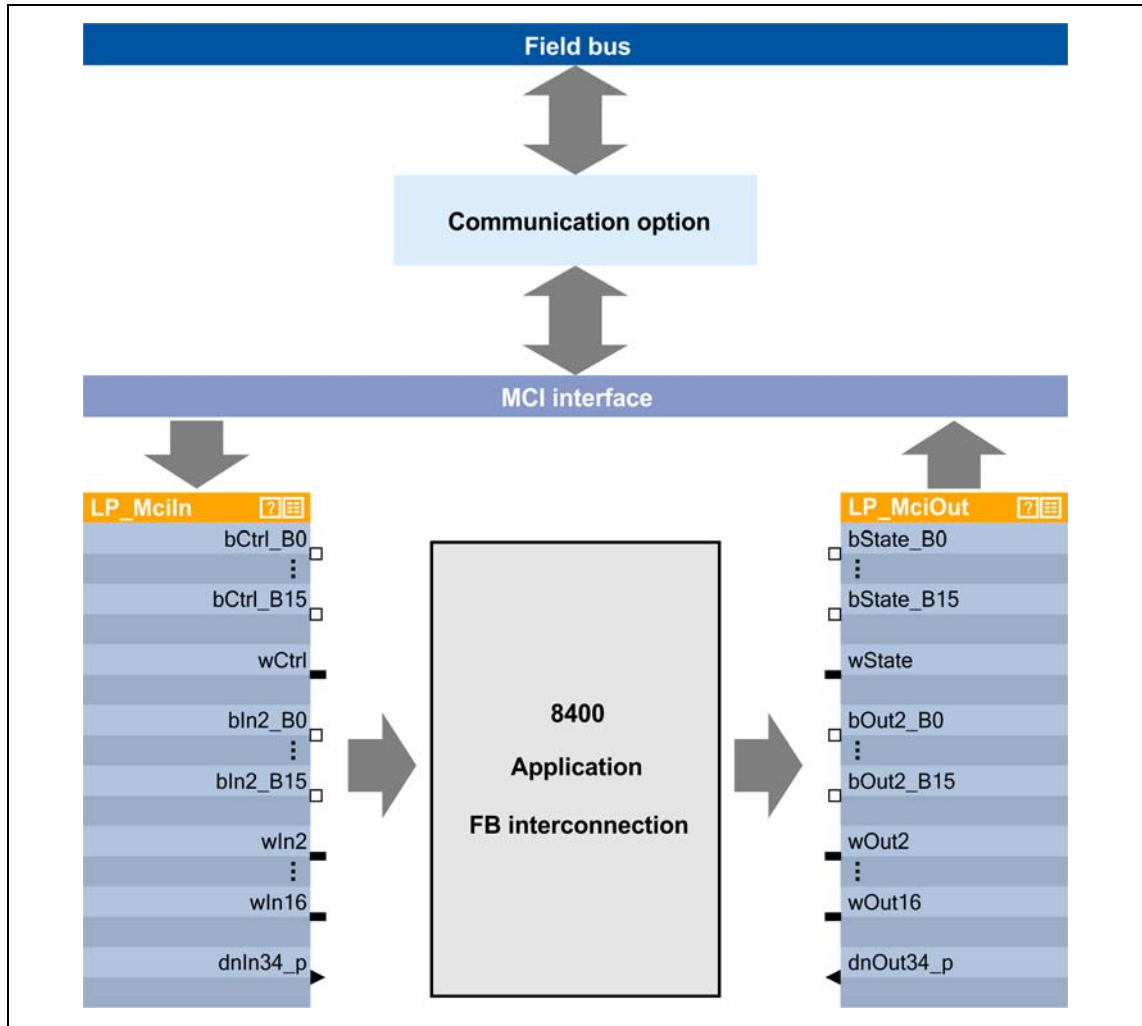 Field bus
Communication option
MCI interface
LP_MciIn
bCtrl_B0
bCtrl_B15
wCtrl
bIn2_B0
bIn2_B15
wIn2
wIn16
dnIn34_p
8400
Application
FB interconnection
LP_MciOut
bState_B0
bState_B15
wState
bOut2_B0
bOut2_B15
wOut2
wOut16
dnOut34_p